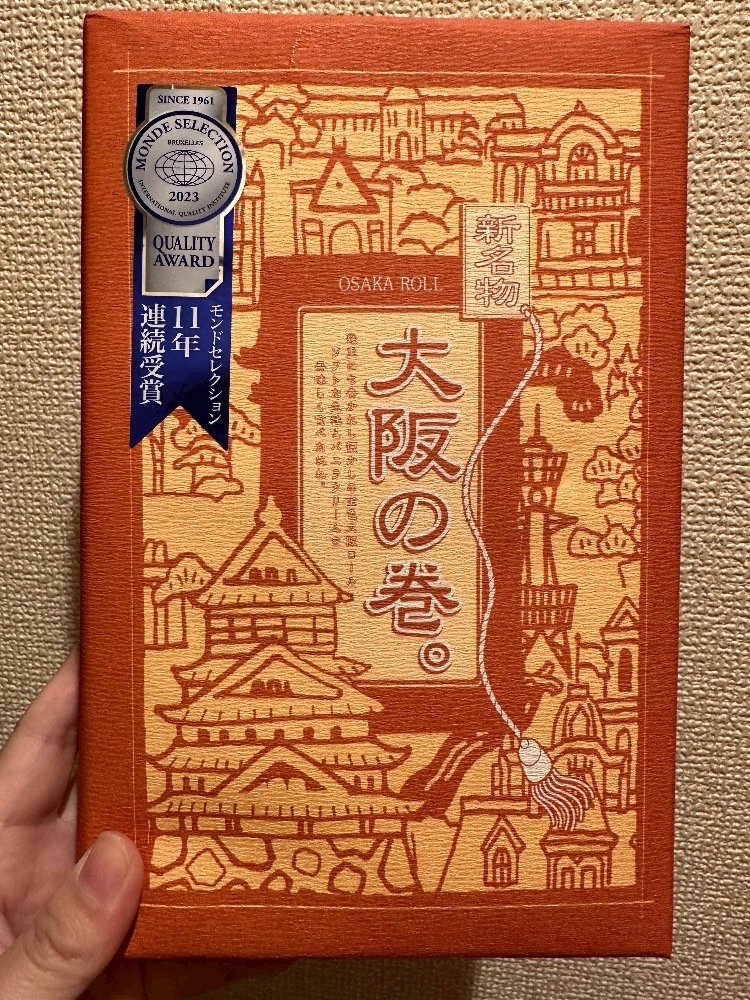 SINCE 1961
MONDE SELECTION
BRUXELLES
2023
INTERNATIONAL QUALITY INSTITUTE
QUALITY
AWARD
モンドセレクション
11年
連続受賞
新名物
OSAKA ROLL
大阪の巻。